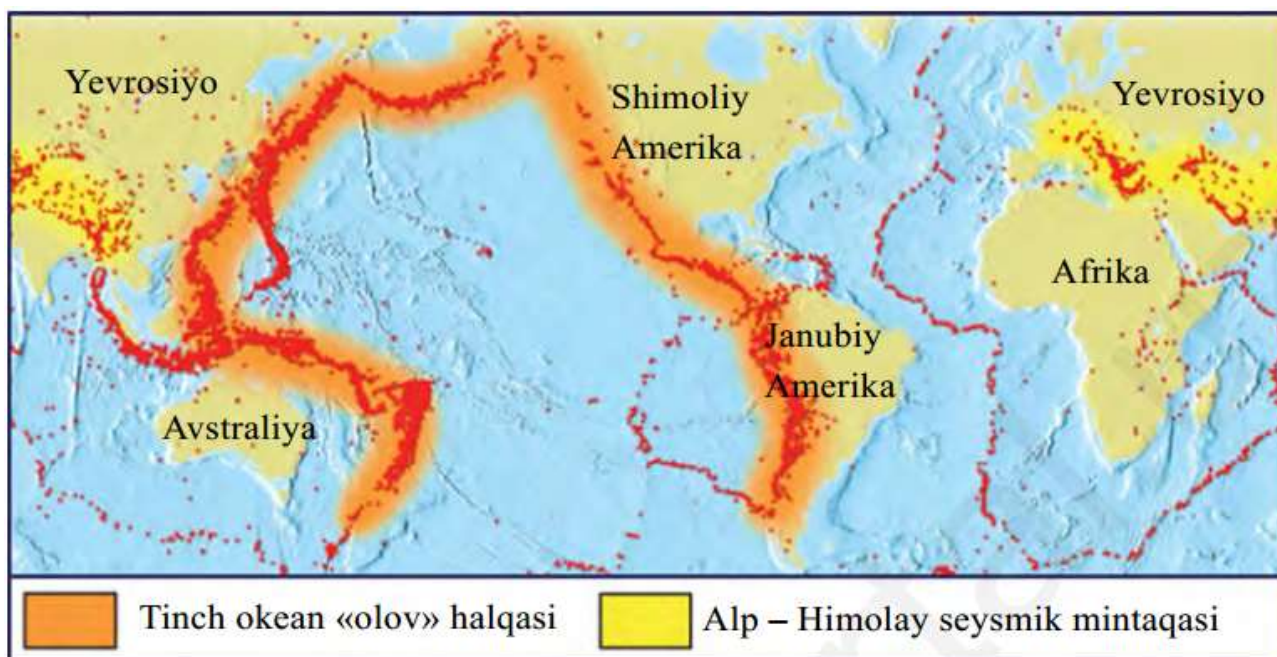 Yevrosiyo
Shimoliy
Amerika
Yevrosiyo
Afrika
Janubiy
Amerika
Avstraliya
Tinch okean «olov» halqasi
Alp – Himolay seysmik mintaqasi